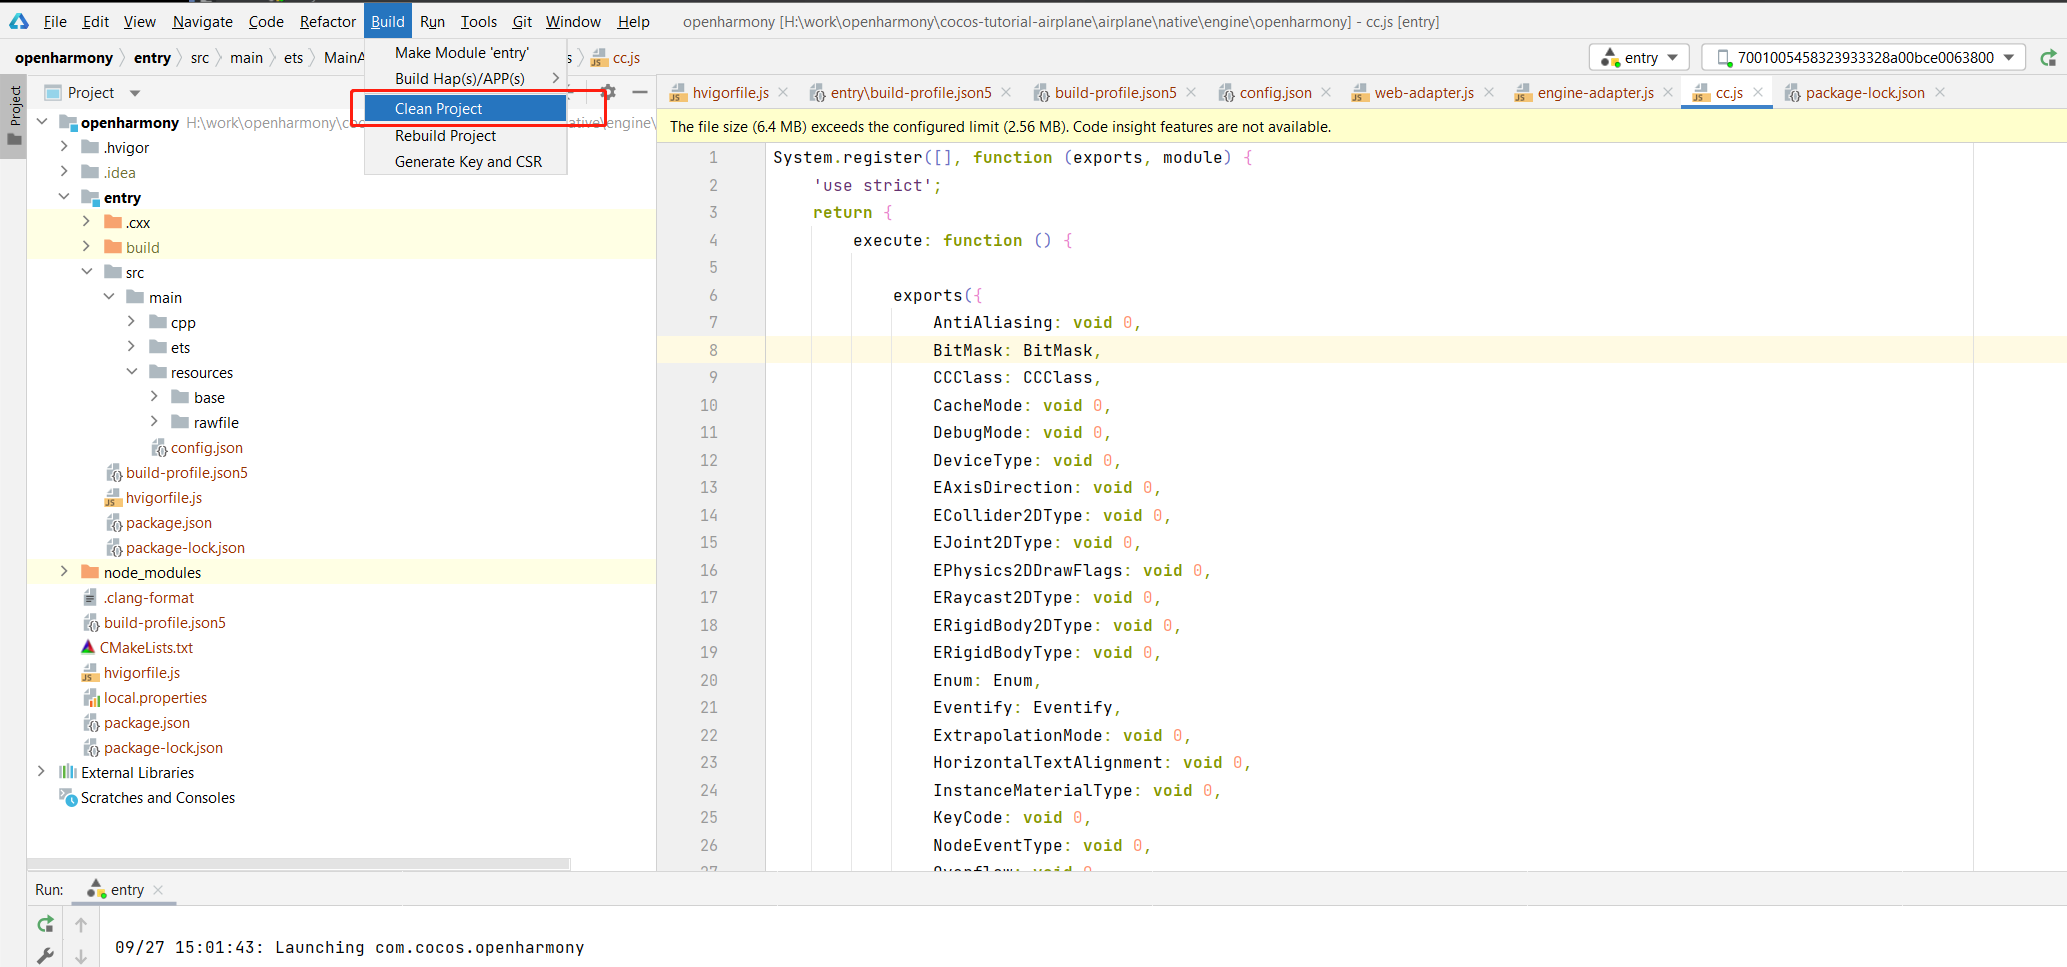 File Edit View Navigate Code Refactor Build Run Tools Git Window Help openharmony [H:\work\openharmony\cocos-tutorial-airplane\airplane\native\engine\openharmony] - cc.js [entry]
openharmony entry src main ets MainA s cc.js entry 7001005458323933328a00bce0063800
Make Module 'entry'
Build Hap(s)/APP(s)
Clean Project
Rebuild Project
Generate Key and CSR
Project
Project
hvigorfile.js entry\build-profile.json5 build-profile.json5 config.json web-adapter.js engine-adapter.js cc.js package-lock.json
openharmony H:\work\openharmony\coc ative\engine\
The file size (6.4 MB) exceeds the configured limit (2.56 MB). Code insight features are not available.
.hvigor
.idea
entry
.cxx
build
src
main
cpp
ets
resources
base
rawfile
config.json
build-profile.json5
hvigorfile.js
package.json
package-lock.json
node_modules
.clang-format
build-profile.json5
CMakeLists.txt
hvigorfile.js
local.properties
package.json
package-lock.json
External Libraries
Scratches and Consoles
1 System.register([], function (exports, module) {
2 'use strict';
3 return {
4 execute: function () {
5
6 exports({
7 AntiAliasing: void 0,
8 BitMask: BitMask,
9 CCClass: CCClass,
10 CacheMode: void 0,
11 DebugMode: void 0,
12 DeviceType: void 0,
13 EAxisDirection: void 0,
14 ECollider2DType: void 0,
15 EJoint2DType: void 0,
16 EPhysics2DDrawFlags: void 0,
17 ERaycast2DType: void 0,
18 ERigidBody2DType: void 0,
19 ERigidBodyType: void 0,
20 Enum: Enum,
21 Eventify: Eventify,
22 ExtrapolationMode: void 0,
23 HorizontalTextAlignment: void 0,
24 InstanceMaterialType: void 0,
25 KeyCode: void 0,
26 NodeEventType: void 0,
27 Overflow: void 0
Run: entry
09/27 15:01:43: Launching com.cocos.openharmony